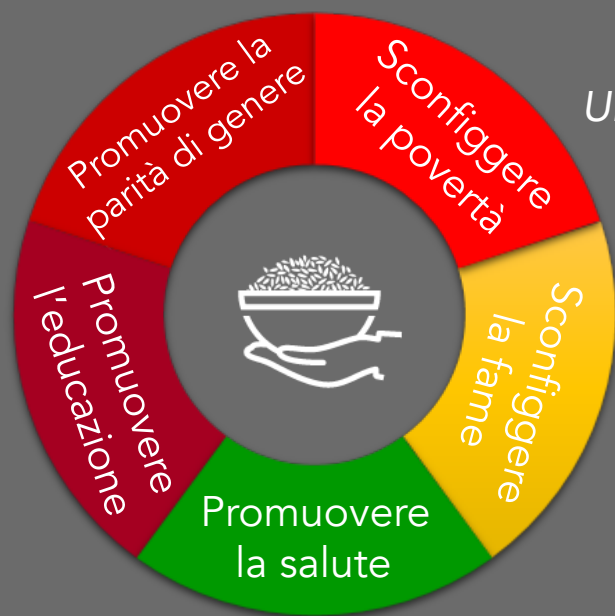 Promuovere la
parità di genere
Sconfiggere
la povertà
Sconfiggere
la fame
Promuovere
la salute
Promuovere
l'educazione